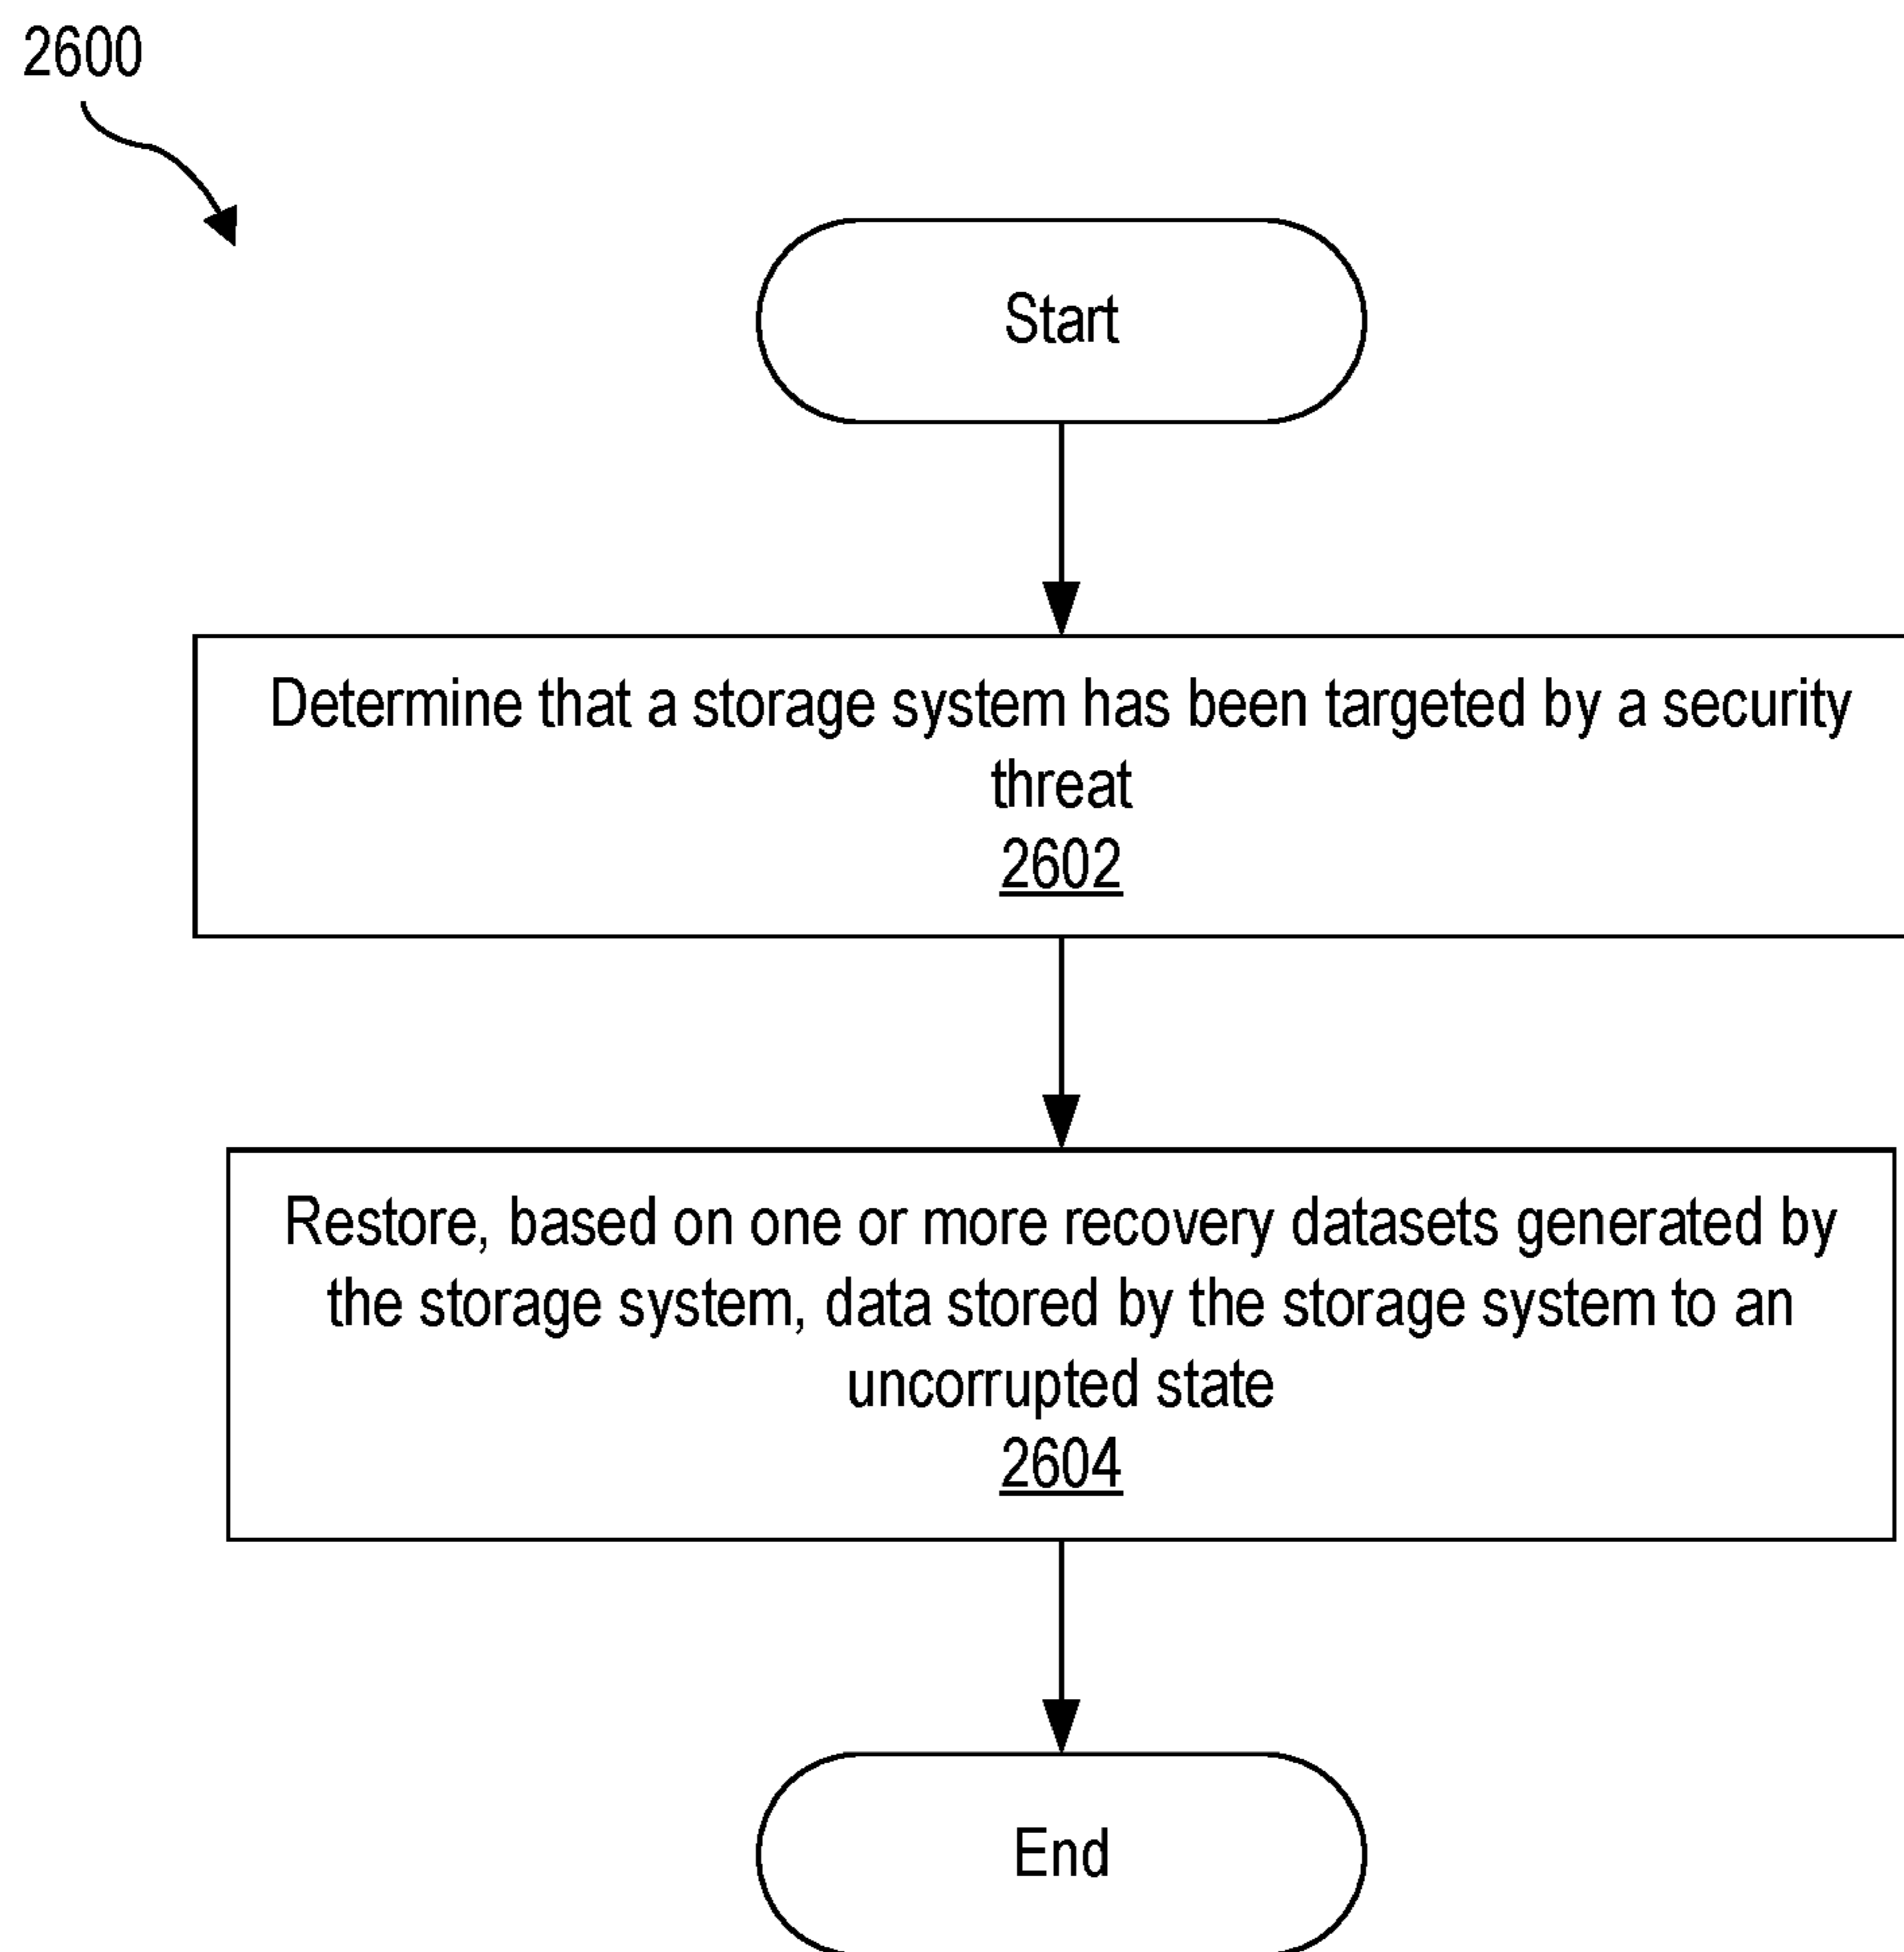 2600
Start
Determine that a storage system has been targeted by a security
threat
2602
Restore, based on one or more recovery datasets generated by
the storage system, data stored by the storage system to an
uncorrupted state
2604
End